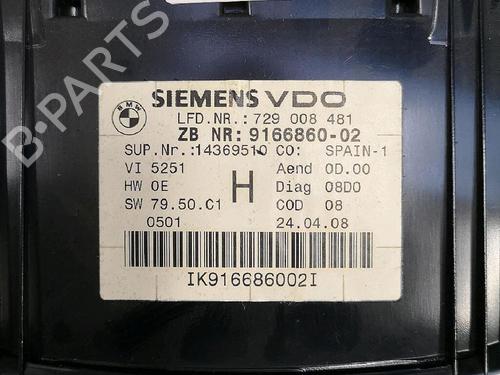 B-PARTS
BMW
SIEMENS VDO
LFD.NR.: 729 008 481
ZB NR: 9166860-02
SUP.Nr.:14369510 CO: SPAIN-1
VI 5251 Aend 0D.00
HW 0E H Diag 08D0
SW 79.50.C1 COD 08
0501 24.04.08
IK916686002I